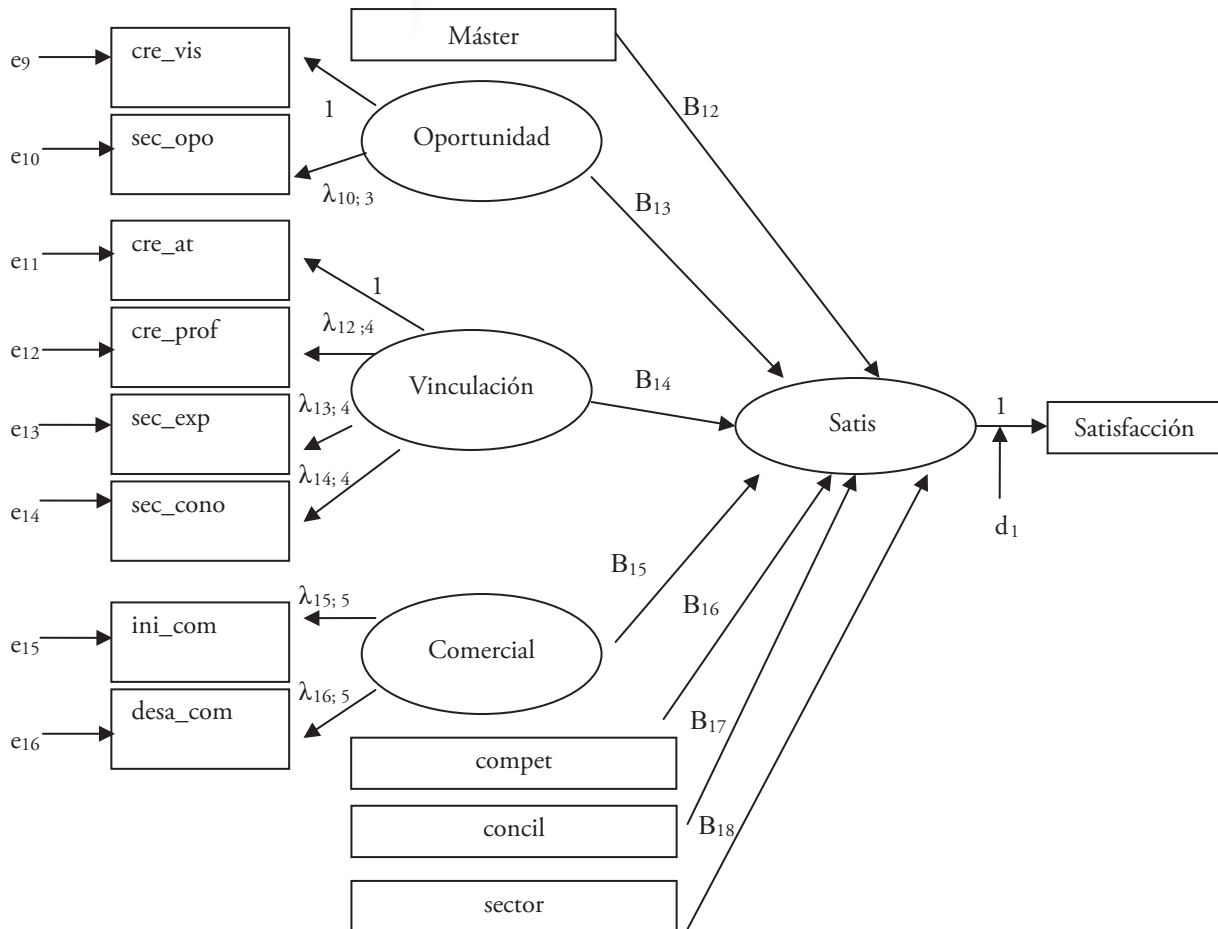 Máster
cre_vis
e9
1
Oportunidad
B12
sec_opo
e10
λ10; 3
B13
cre_at
e11
1
cre_prof
e12
λ12 ;4
Vinculación
B14
sec_exp
e13
λ13; 4
Satis
1
Satisfacción
sec_cono
e14
λ14; 4
d1
B15
B16
ini_com
e15
λ15; 5
Comercial
desa_com
e16
λ16; 5
B17
compet
concil
B18
sector